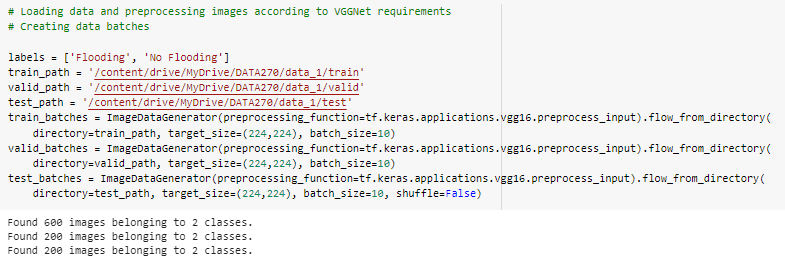 # Loading data and preprocessing images according to VGGNet requirements
# Creating data batches
labels = ['Flooding', 'No Flooding']
train_path = '/content/drive/MyDrive/DATA270/data_1/train'
valid_path = '/content/drive/MyDrive/DATA270/data_1/valid'
test_path = '/content/drive/MyDrive/DATA270/data_1/test'
train_batches = ImageDataGenerator(preprocessing_function=tf.keras.applications.vgg16.preprocess_input).flow_from_directory(
    directory=train_path, target_size=(224,224), batch_size=10)
valid_batches = ImageDataGenerator(preprocessing_function=tf.keras.applications.vgg16.preprocess_input).flow_from_directory(
    directory=valid_path, target_size=(224,224), batch_size=10)
test_batches = ImageDataGenerator(preprocessing_function=tf.keras.applications.vgg16.preprocess_input).flow_from_directory(
    directory=test_path, target_size=(224,224), batch_size=10, shuffle=False)
Found 600 images belonging to 2 classes.
Found 200 images belonging to 2 classes.
Found 200 images belonging to 2 classes.